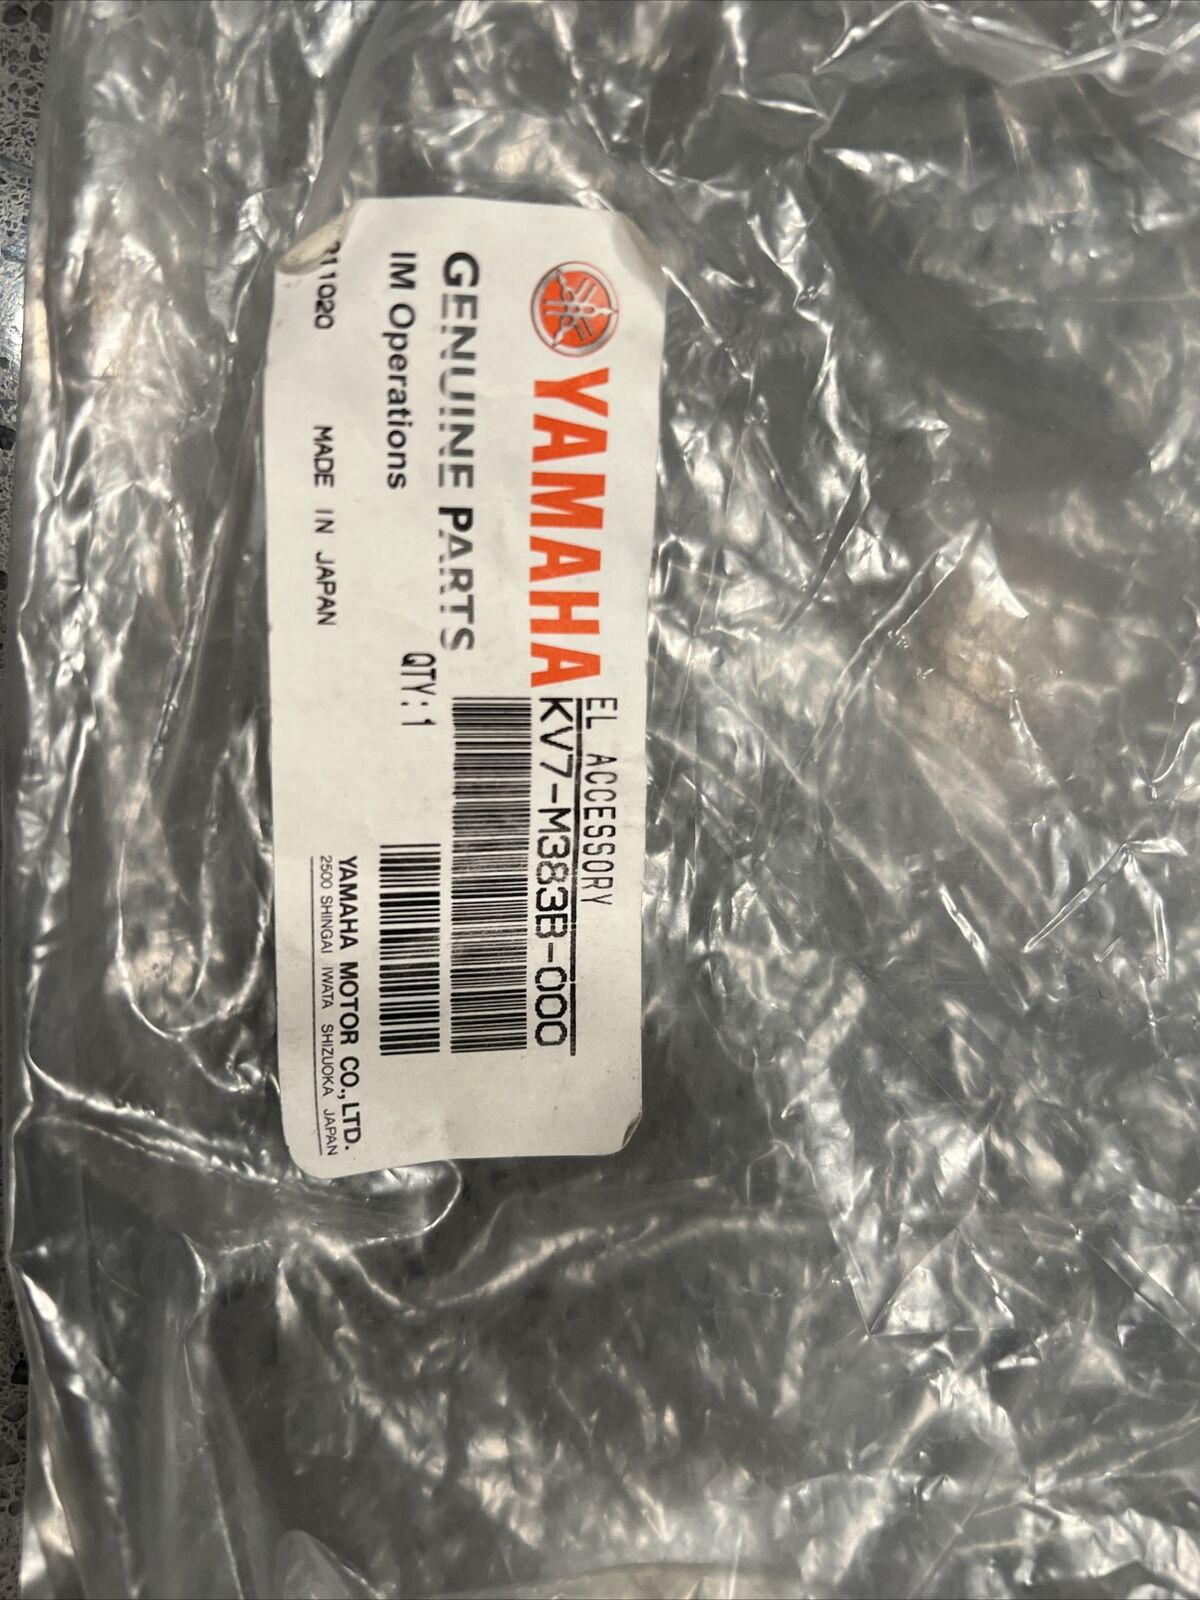 EL ACCESSORY
YAMAHA
KV7-M383B-000
GENUINE PARTS
IM Operations
QTY:1
MADE IN JAPAN
YAMAHA MOTOR CO.,LTD.
2500 SHINGAI IWATA SHIZUOKA JAPAN